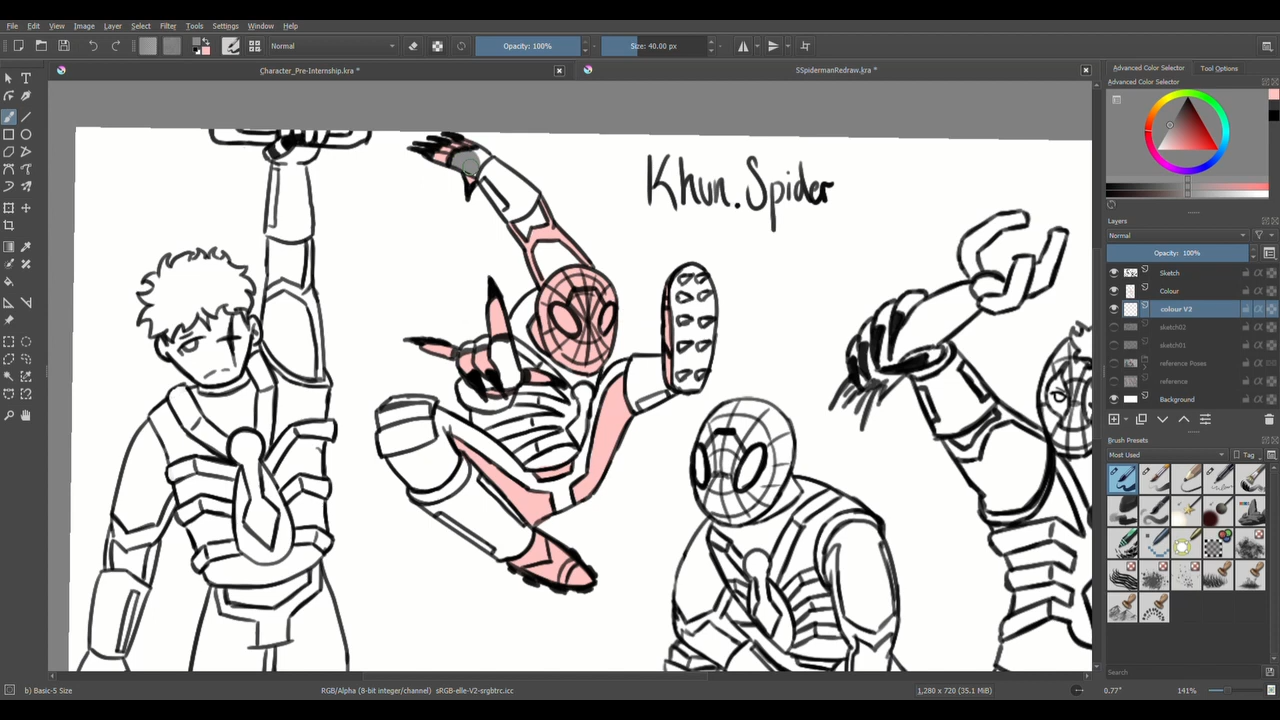 File Edit View Image Layer Select Filter Tools Settings Window Help
Normal Opacity: 100% Size: 40.00 px
Character_Pre-Internship.kra * SSpidermanRedraw.kra *
Advanced Color Selector Tool Options
Advanced Color Selector
Khun.Spider
Layers
Normal
Opacity: 100%
Sketch
Colour
colour V2
sketch02
sketch01
reference Poses
reference
Background
Brush Presets
Most Used Tag
Search
b) Basic-5 Size RGB/Alpha (8-bit integer/channel) sRGB-elle-V2-srgbtrc.icc 1,280 x 720 (35.1 MiB) 0.77° 141%